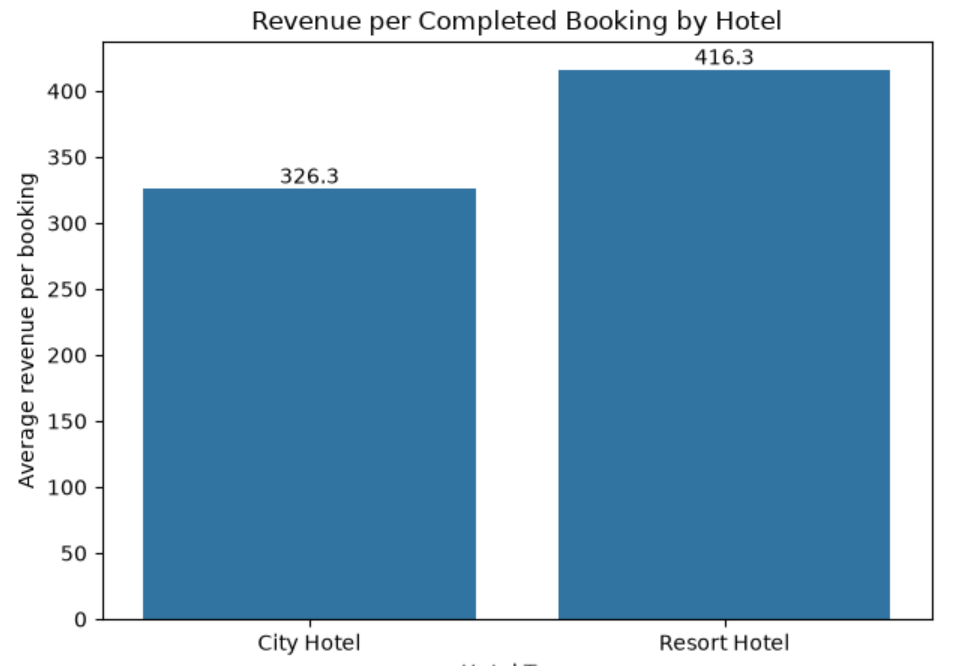 Revenue per Completed Booking by Hotel
416.3
400
350
326.3
300
250
200
150
100
50
0
Average revenue per booking
City Hotel
Resort Hotel